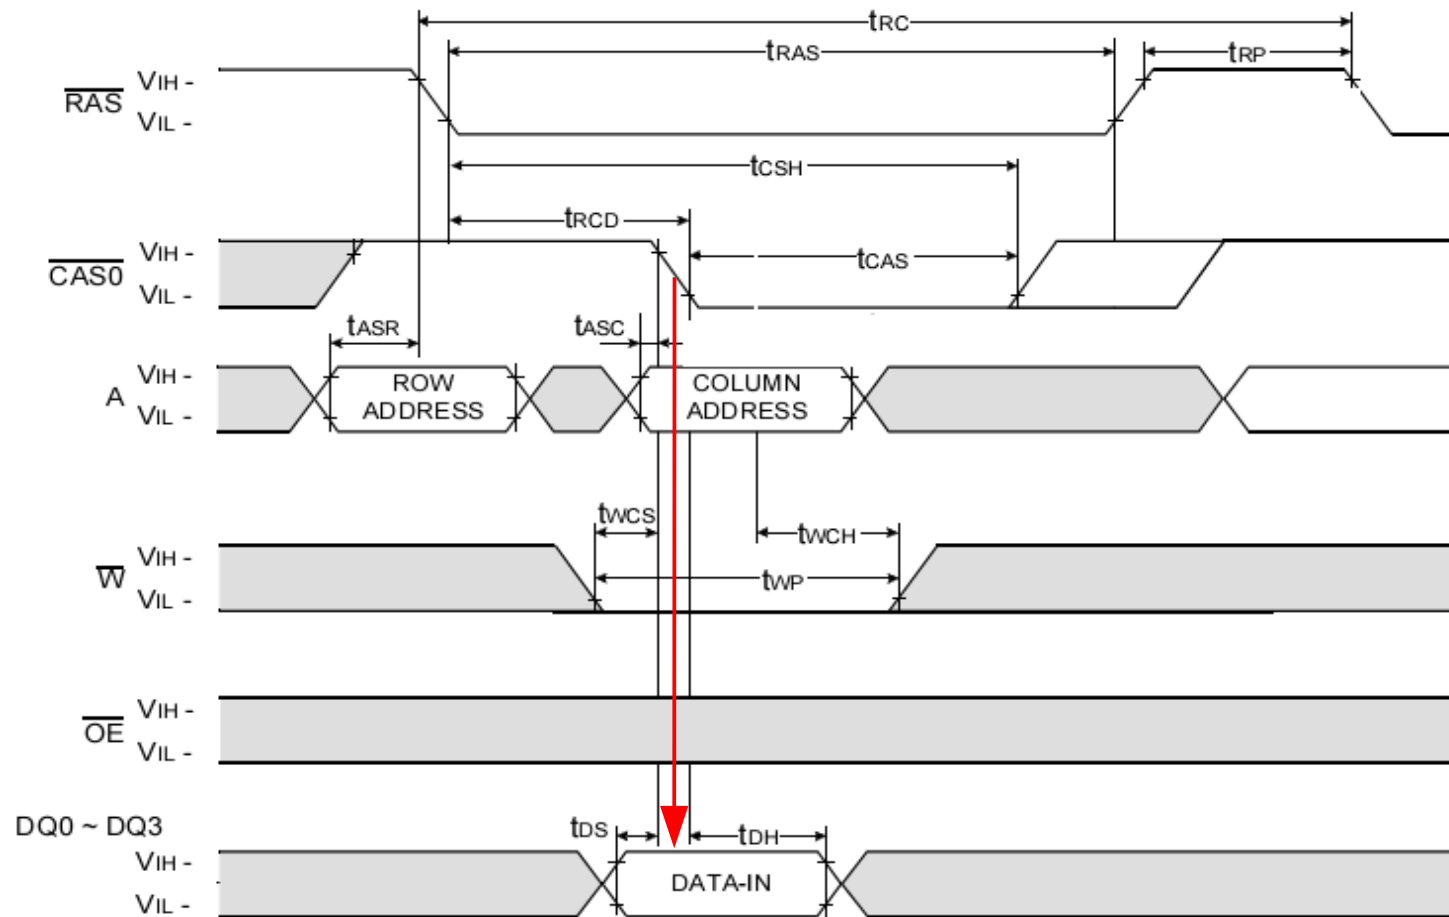 tRC
tRAS
tRP
RAS
VIH -
VIL -
tCSH
tRCD
CAS0
VIH -
VIL -
tCAS
tASR
tASC
A
VIH -
VIL -
ROW
ADDRESS
COLUMN
ADDRESS
tWCS
tWCH
W
VIH -
VIL -
tWP
OE
VIH -
VIL -
DQ0 ~ DQ3
tDS
tDH
VIH -
VIL -
DATA-IN